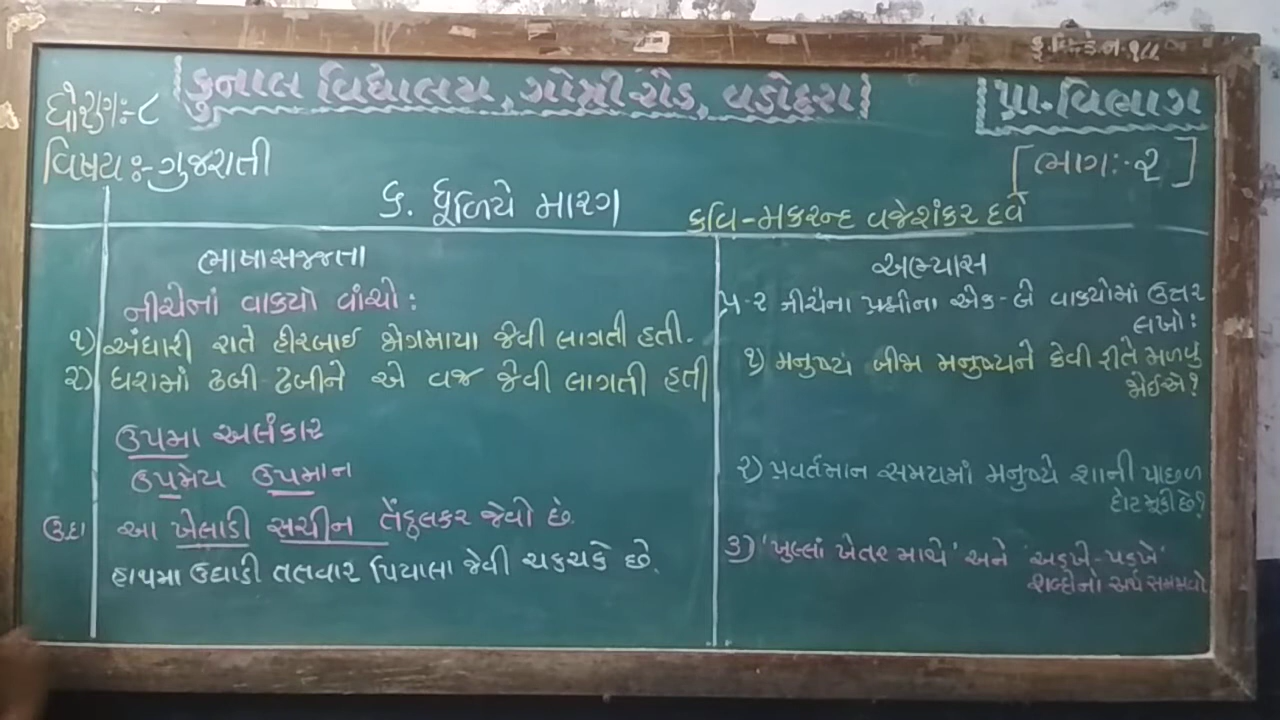 કુનાલ વિદ્યાલય, ગોત્રી રોડ, વડોદરા
પ્રા.વિભાગ
ધોરણ:-૮
વિષય:-ગુજરાતી
[ભાગ:-૨]
૬. ધૂળિયે મારગ
કવિ-મકરન્દ વજેશંકર દવે
ભાષાસજ્જતા
નીચેનાં વાક્યો વાંચો:
૧) અંધારી રાતે હીરબાઈ જોગમાયા જેવી લાગતી હતી.
૨) ધરામાં ઢબી-ઢબીને એ વજ્ર જેવી લાગતી હતી
ઉપમા અલંકાર
ઉપમેય ઉપમાન
ઉદા આ ખેલાડી સચીન તેંદુલકર જેવો છે.
હાથમા ઉઘાડી તલવાર પિયાલા જેવી ચકચકે છે.
અભ્યાસ
પ્ર-૨ નીચેના પ્રશ્નોના એક-બે વાક્યોમાં ઉત્તર
લખો:
૧) મનુષ્ય બીજા મનુષ્યને કેવી રીતે મળવું
જોઈએ?
૨) પ્રવર્તમાન સમયમાં મનુષ્યે શાની પાછળ
દોટ મૂકી છે?
૩) 'ખુલ્લાં ખેતર માથે' અને 'અડખે-પડખે'
શબ્દોના અર્થ સમજાવો